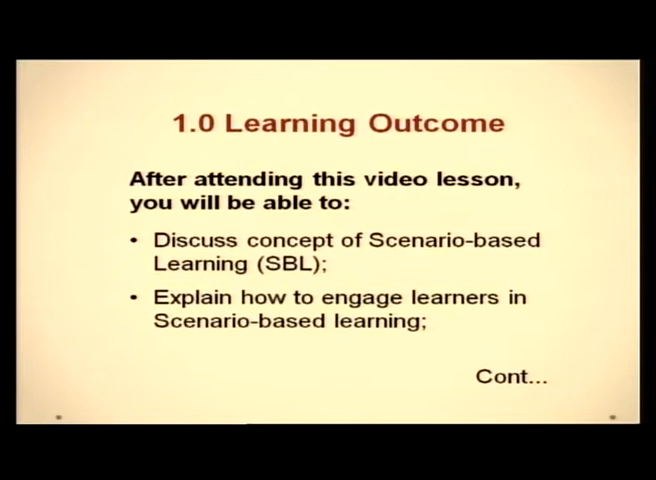 1.0 Learning Outcome
After attending this video lesson,
you will be able to:
• Discuss concept of Scenario-based
Learning (SBL);
• Explain how to engage learners in
Scenario-based learning;
Cont...